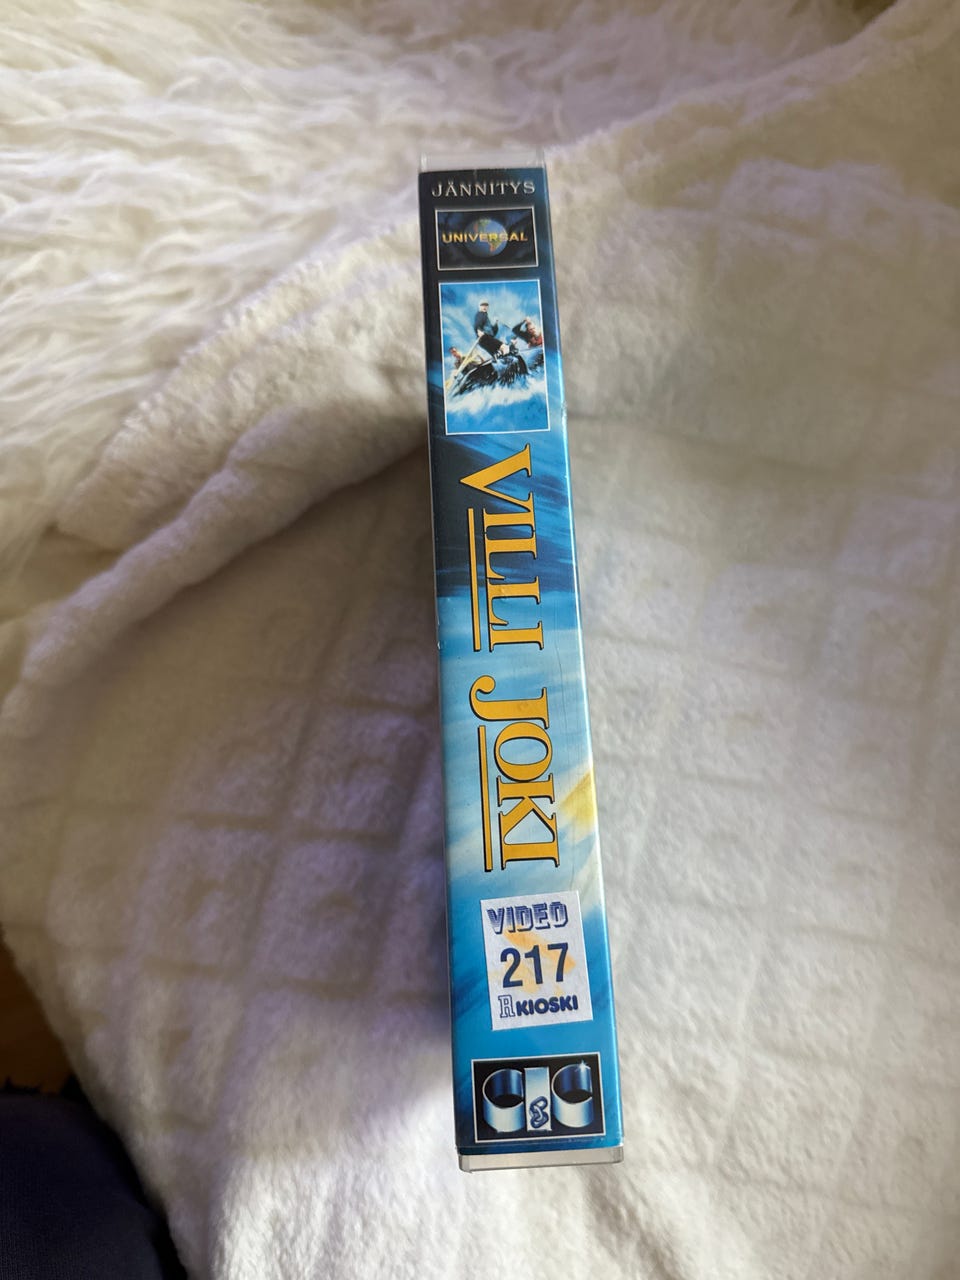 JÄNNITYS
UNIVERSAL
VILLI JOKI
VIDEO
217
R KIOSKI